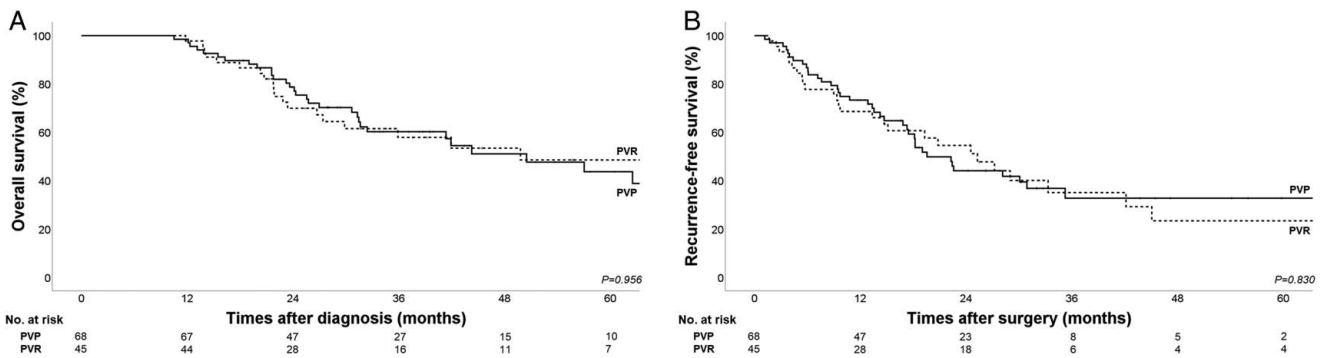 A
Overall survival (%)
100
80
60
40
20
0
PVR
PVP
P=0.956
0 12 24 36 48 60
Times after diagnosis (months)
No. at risk
PVP 68 67 47 27 15 10
PVR 45 44 28 16 11 7
B
Recurrence-free survival (%)
100
80
60
40
20
0
PVP
PVR
P=0.830
0 12 24 36 48 60
Times after surgery (months)
No. at risk
PVP 68 47 23 8 5 2
PVR 45 28 18 6 4 4